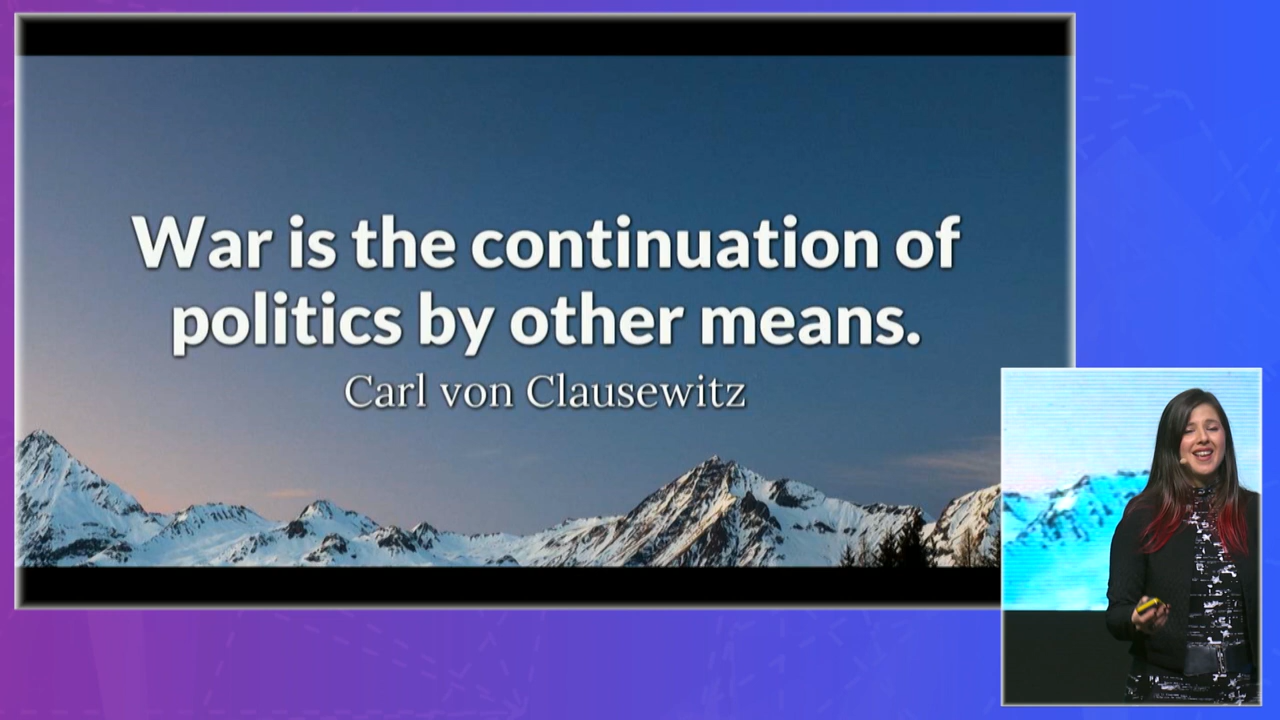 War is the continuation of
politics by other means.
Carl von Clausewitz